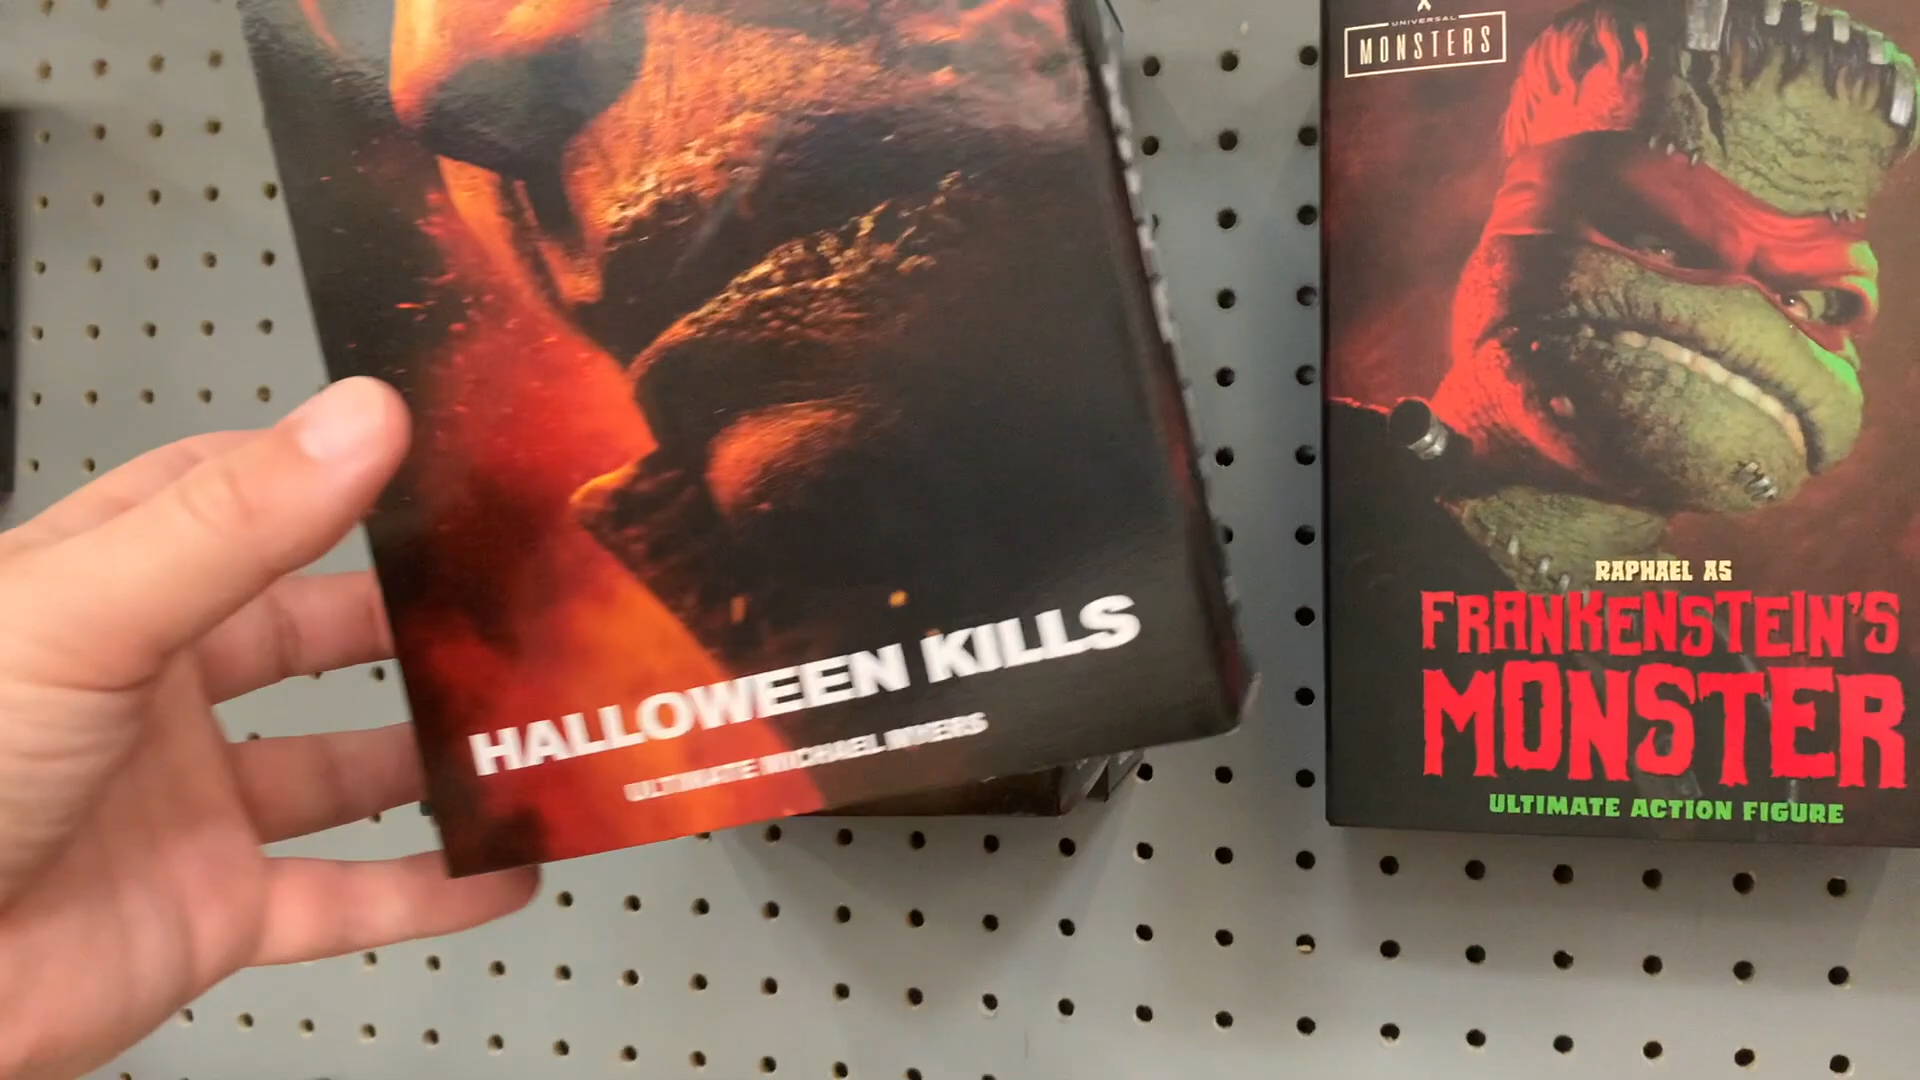 HALLOWEEN KILLS
ULTIMATE MICHAEL MYERS
X
UNIVERSAL
MONSTERS
RAPHAEL AS
FRANKENSTEIN'S
MONSTER
ULTIMATE ACTION FIGURE